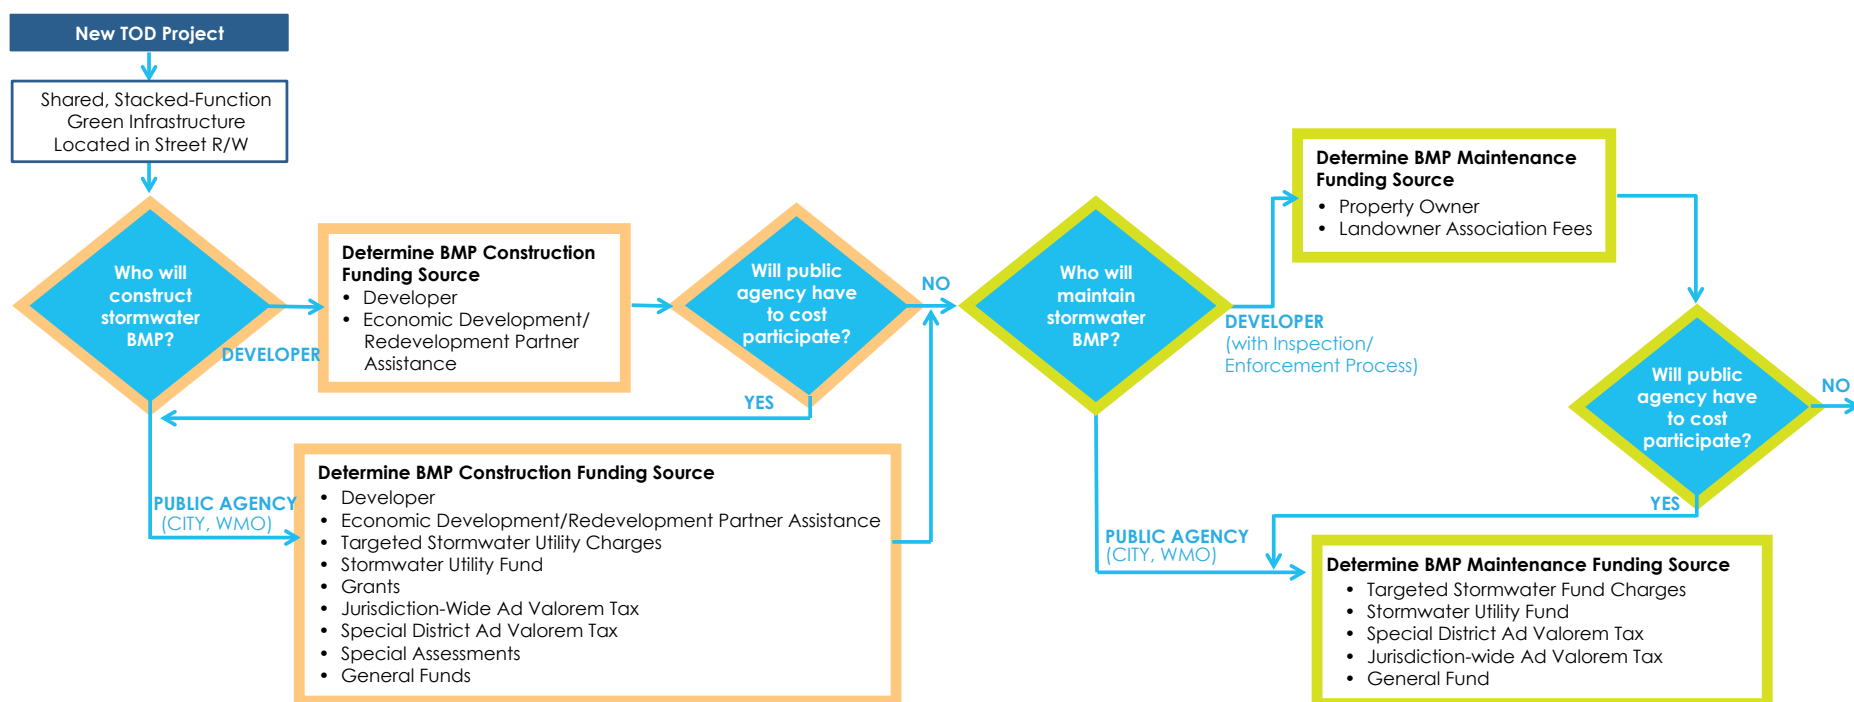 New TOD Project
Shared, Stacked-Function
Green Infrastructure
Located in Street R/W
Who will
construct
stormwater
BMP?
DEVELOPER
Determine BMP Construction
Funding Source
• Developer
• Economic Development/
Redevelopment Partner
Assistance
Will public
agency have
to cost
participate?
NO
YES
PUBLIC AGENCY
(CITY, WMO)
Determine BMP Construction Funding Source
• Developer
• Economic Development/Redevelopment Partner Assistance
• Targeted Stormwater Utility Charges
• Stormwater Utility Fund
• Grants
• Jurisdiction-Wide Ad Valorem Tax
• Special District Ad Valorem Tax
• Special Assessments
• General Funds
Who will
maintain
stormwater
BMP?
DEVELOPER
(with Inspection/
Enforcement Process)
Determine BMP Maintenance
Funding Source
• Property Owner
• Landowner Association Fees
Will public
agency have
to cost
participate?
NO
YES
PUBLIC AGENCY
(CITY, WMO)
Determine BMP Maintenance Funding Source
• Targeted Stormwater Fund Charges
• Stormwater Utility Fund
• Special District Ad Valorem Tax
• Jurisdiction-wide Ad Valorem Tax
• General Fund